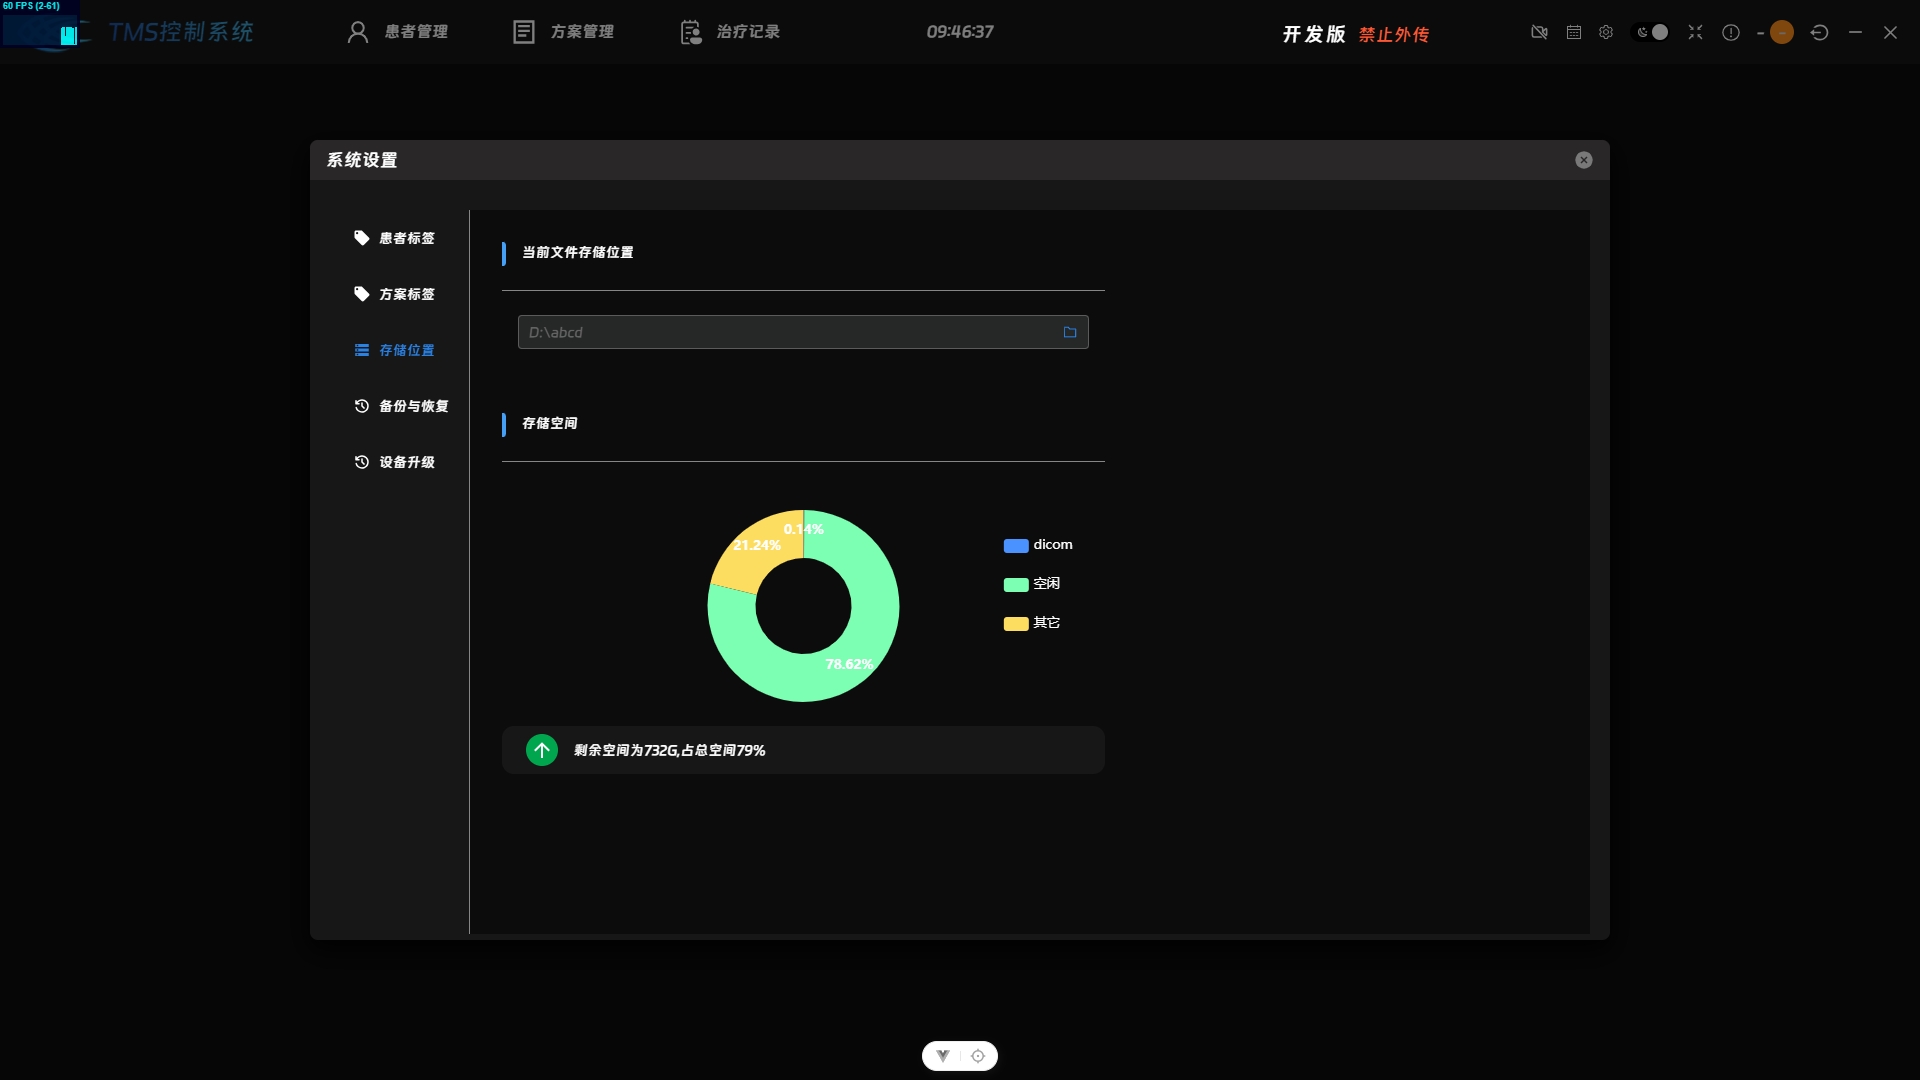 60 FPS (2-61)
TMS控制系统
患者管理
方案管理
治疗记录
09:46:37
开发版 禁止外传
- -
系统设置
患者标签
方案标签
存储位置
备份与恢复
设备升级
当前文件存储位置
D:\abcd
存储空间
0.14%
21.24%
78.62%
dicom
空闲
其它
剩余空间为732G,占总空间79%